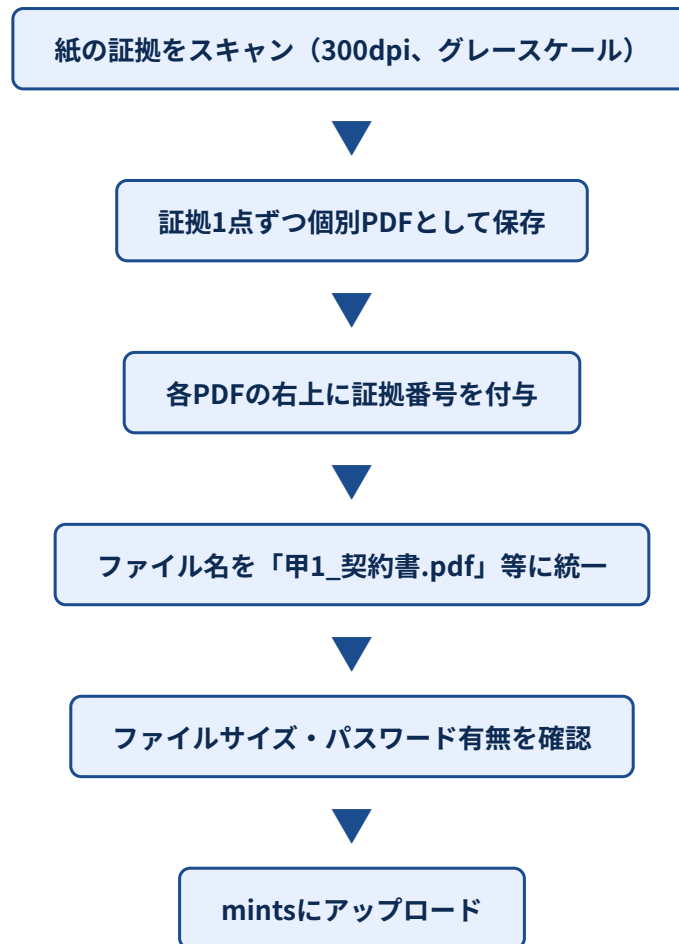 紙の証拠をスキャン（300dpi、グレースケール）
証拠1点ずつ個別PDFとして保存
各PDFの右上に証拠番号を付与
ファイル名を「甲1_契約書.pdf」等に統一
ファイルサイズ・パスワード有無を確認
mintsにアップロード